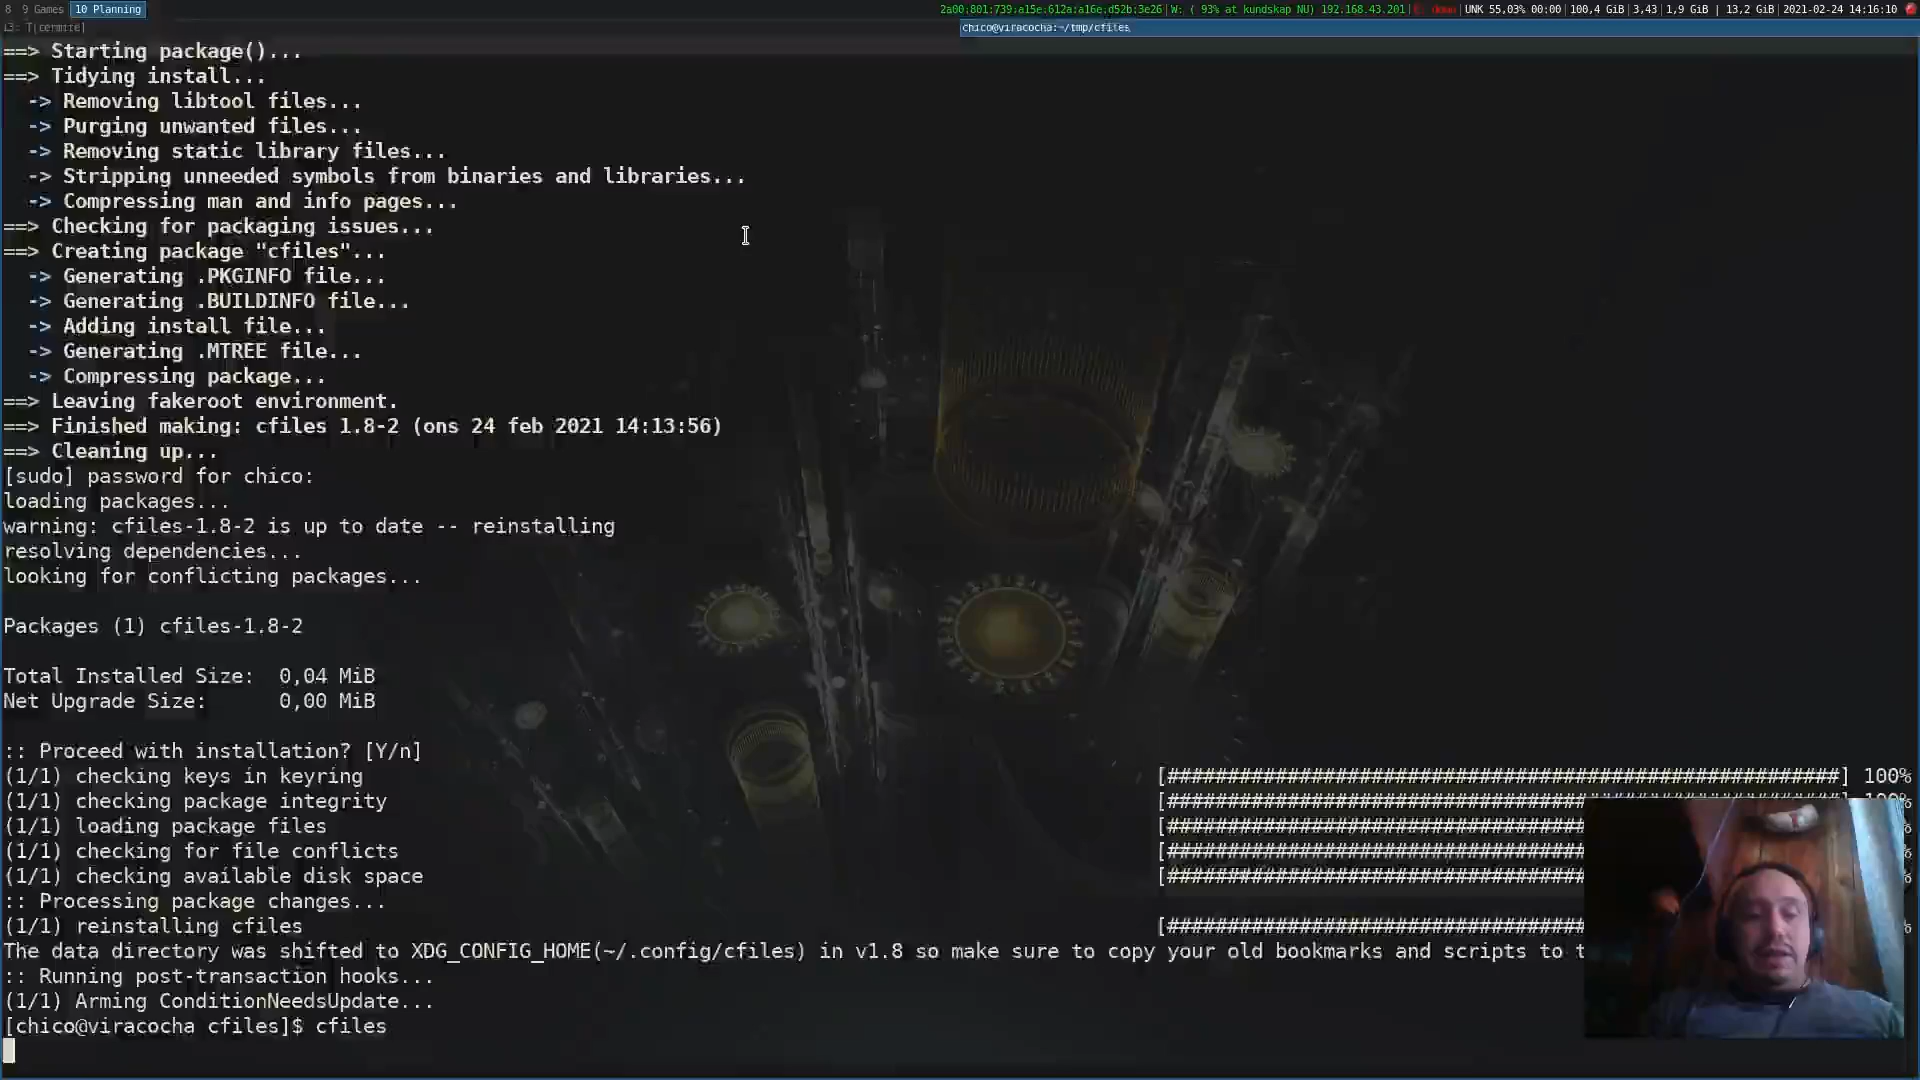 8 9 Games 10 Planning
2a00:801:739:a15e:612a:a16e:d52b:3e26 | W: ( 93% at kundskap NU) 192.168.43.201 | E: down | UNK 55,03% 00:00 | 100,4 GiB | 3,43 | 1,9 GiB | 13,2 GiB | 2021-02-24 14:16:10
chico@viracocha:~/tmp/cfiles
==> Starting package()...
==> Tidying install...
-> Removing libtool files...
-> Purging unwanted files...
-> Removing static library files...
-> Stripping unneeded symbols from binaries and libraries...
-> Compressing man and info pages...
==> Checking for packaging issues...
==> Creating package "cfiles"...
-> Generating .PKGINFO file...
-> Generating .BUILDINFO file...
-> Adding install file...
-> Generating .MTREE file...
-> Compressing package...
==> Leaving fakeroot environment.
==> Finished making: cfiles 1.8-2 (ons 24 feb 2021 14:13:56)
==> Cleaning up...
[sudo] password for chico:
loading packages...
warning: cfiles-1.8-2 is up to date -- reinstalling
resolving dependencies...
looking for conflicting packages...
Packages (1) cfiles-1.8-2
Total Installed Size: 0,04 MiB
Net Upgrade Size: 0,00 MiB
:: Proceed with installation? [Y/n]
(1/1) checking keys in keyring [########################################################] 100%
(1/1) checking package integrity [########################################################] 100%
(1/1) loading package files [###################################
(1/1) checking for file conflicts [###################################
(1/1) checking available disk space [###################################
:: Processing package changes...
(1/1) reinstalling cfiles [###################################
The data directory was shifted to XDG_CONFIG_HOME(~/.config/cfiles) in v1.8 so make sure to copy your old bookmarks and scripts to
:: Running post-transaction hooks...
(1/1) Arming ConditionNeedsUpdate...
[chico@viracocha cfiles]$ cfiles